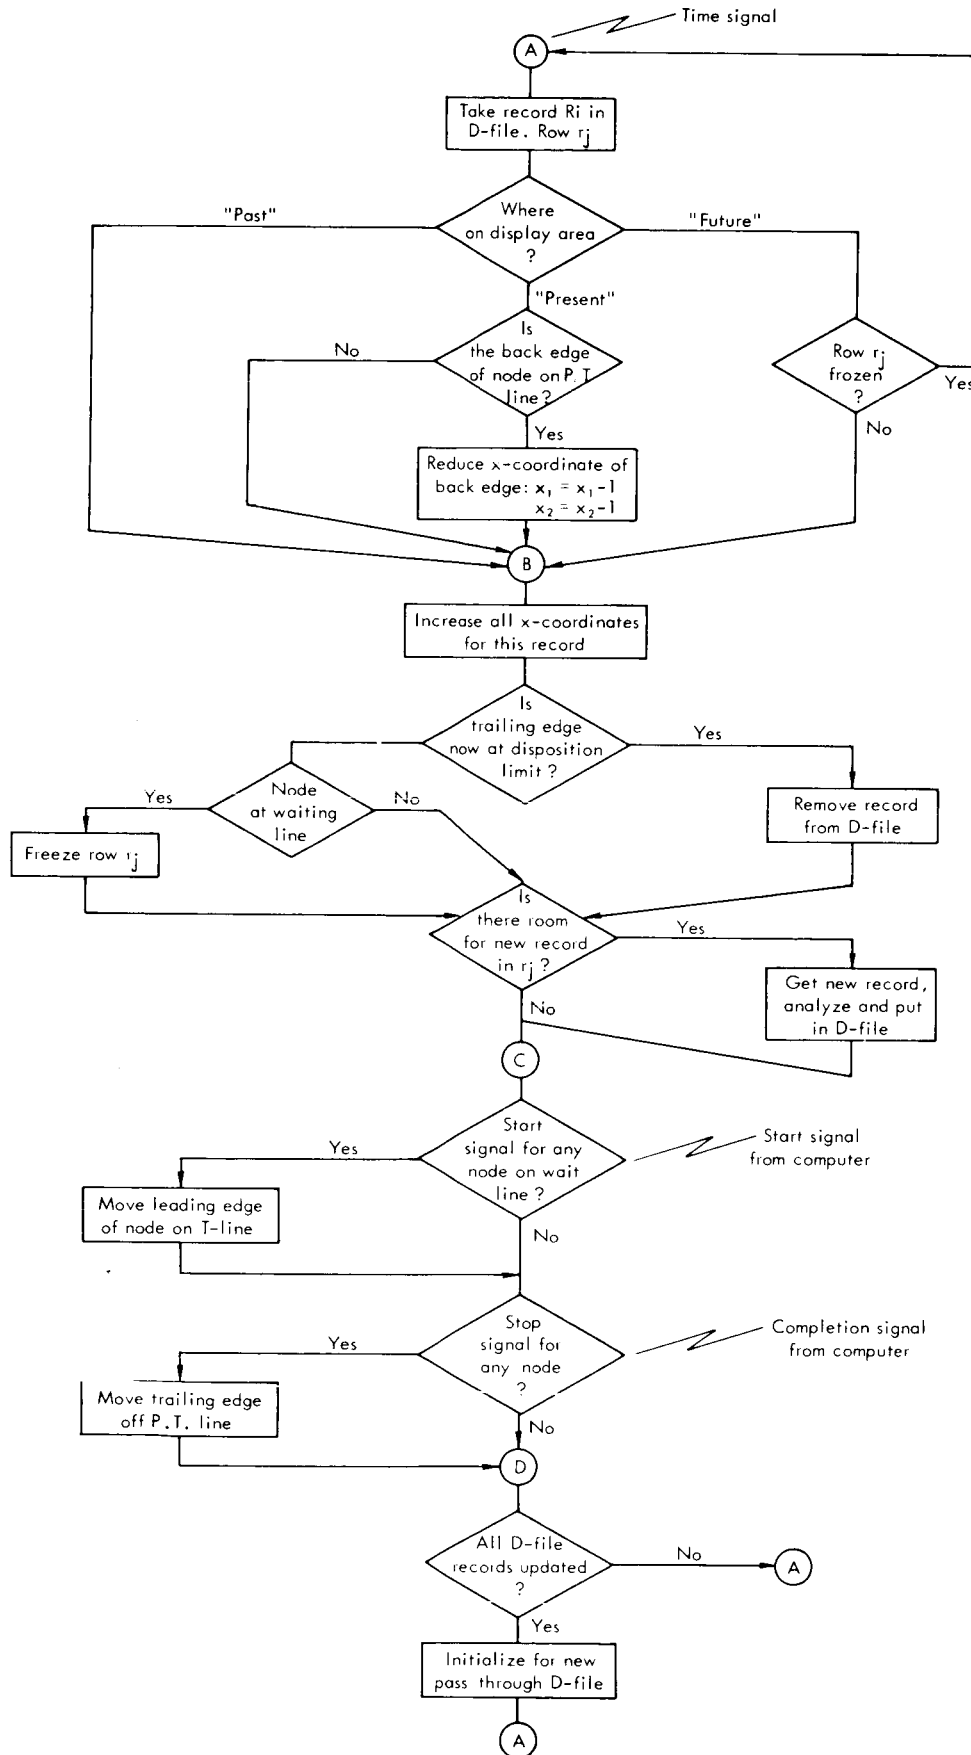 Time signal
A
Take record Ri in
D-file. Row rj
Where
on display area
?
"Past"
"Future"
"Present"
Is
the back edge
of node on P.T
line?
No
Yes
Row rj
frozen
?
Yes
No
Reduce x-coordinate of
back edge: x1 = x1-1
x2 = x2-1
B
Increase all x-coordinates
for this record
Is
trailing edge
now at disposition
limit?
Yes
Node
at waiting
line
Yes
No
Remove record
from D-file
Freeze row rj
Is
there room
for new record
in rj?
Yes
No
Get new record,
analyze and put
in D-file
C
Start
signal for any
node on wait
line?
Yes
No
Start signal
from computer
Move leading edge
of node on T-line
Stop
signal for
any node
?
Yes
No
Completion signal
from computer
Move trailing edge
off P.T. line
D
All D-file
records updated
?
No
A
Yes
Initialize for new
pass through D-file
A